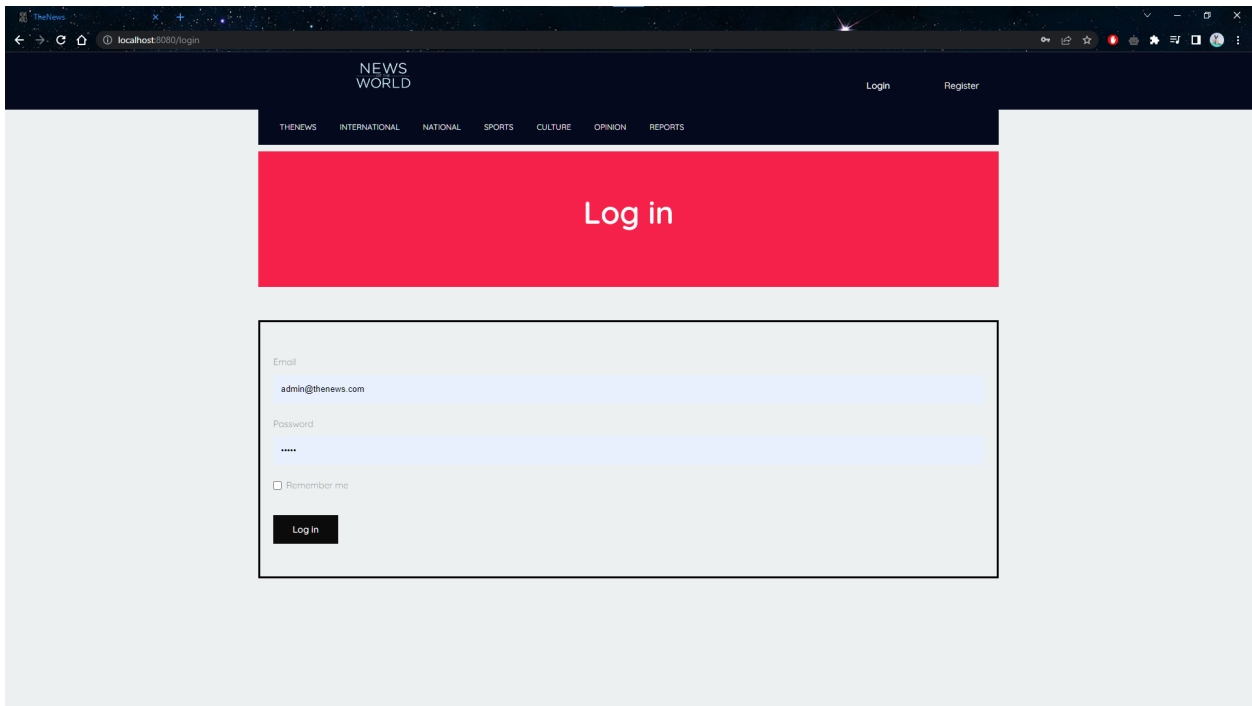 TheNews
localhost:8080/login
NEWS
WORLD
Login Register
THENEWS INTERNATIONAL NATIONAL SPORTS CULTURE OPINION REPORTS
Log in
Email
admin@thenews.com
Password
•••••
Remember me
Log in